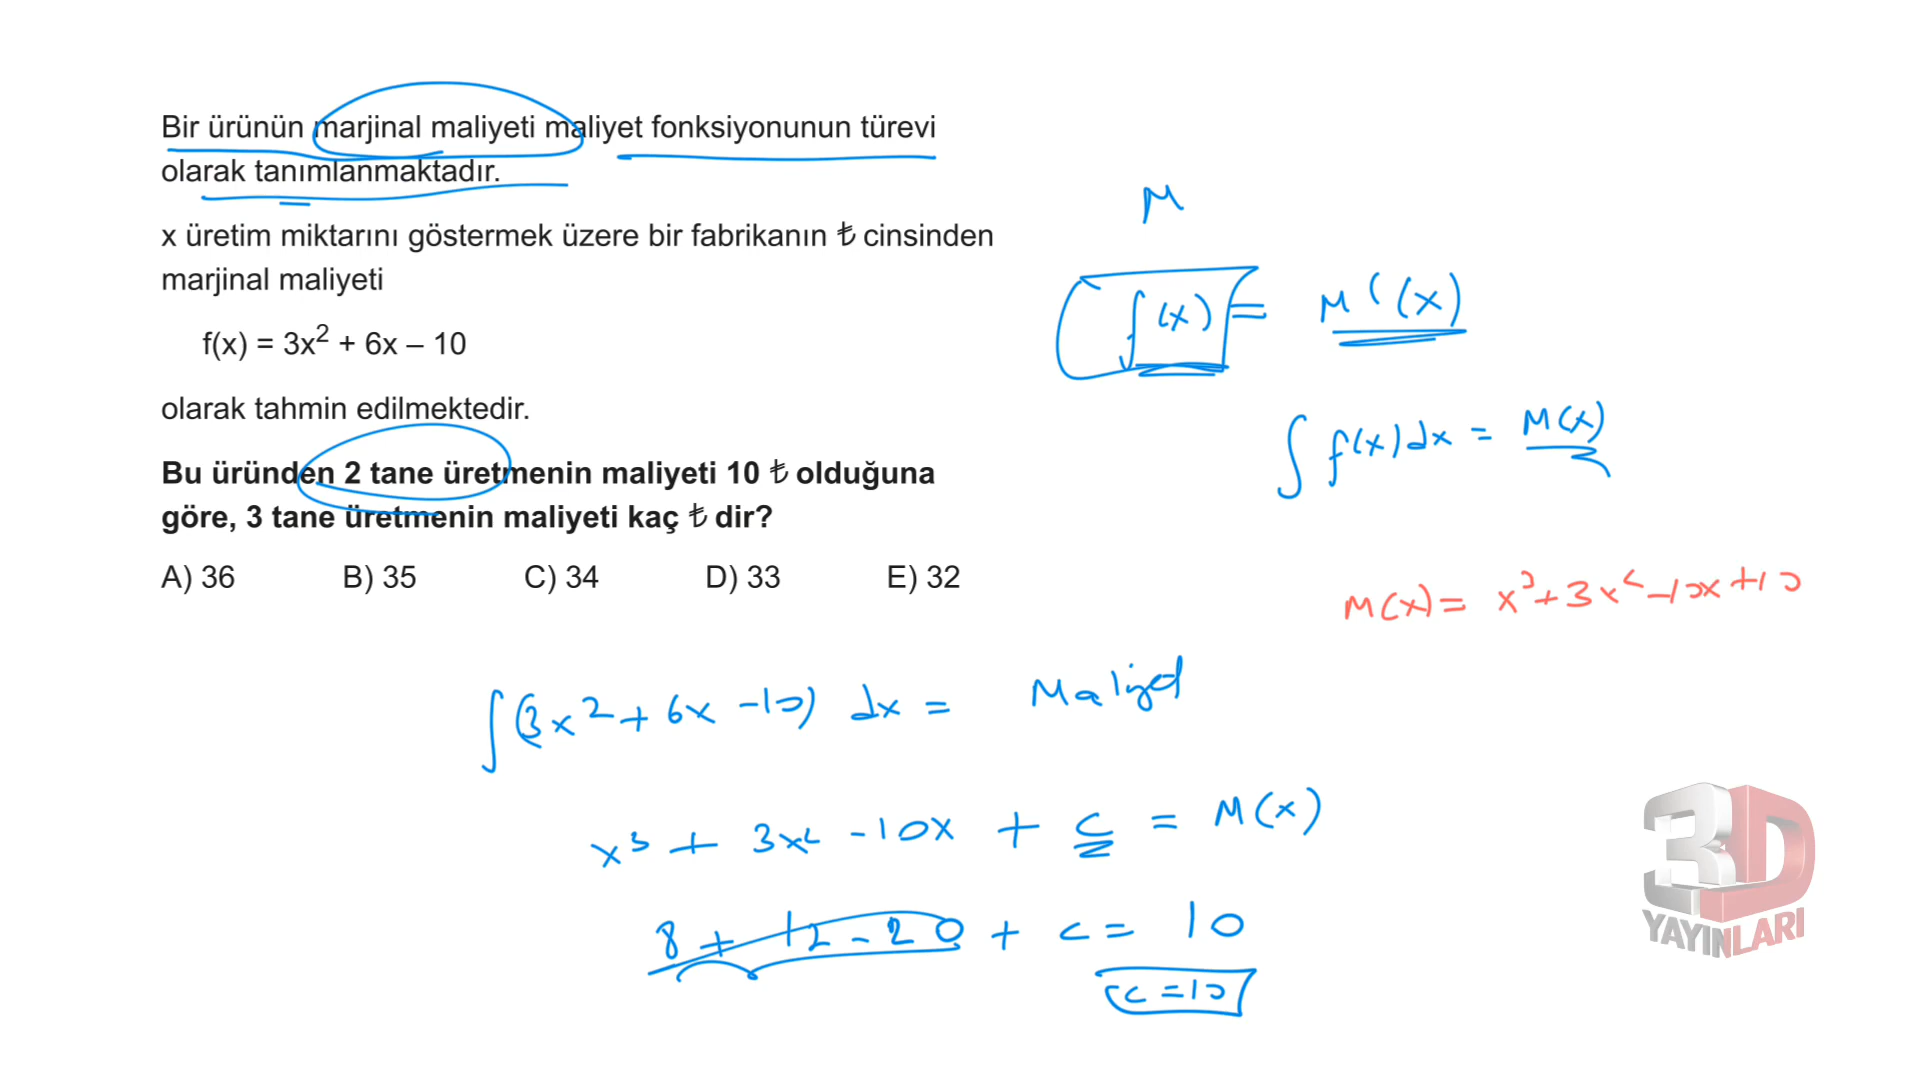 Bir ürünün marjinal maliyeti maliyet fonksiyonunun türevi
olarak tanımlanmaktadır.
x üretim miktarını göstermek üzere bir fabrikanın ₺ cinsinden
marjinal maliyeti
f(x) = 3x² + 6x – 10
olarak tahmin edilmektedir.
Bu üründen 2 tane üretmenin maliyeti 10 ₺ olduğuna
göre, 3 tane üretmenin maliyeti kaç ₺ dir?
A) 36 B) 35 C) 34 D) 33 E) 32
M
f(x) = M'(x)
∫ f(x)dx = M(x)
M(x) = x³+3x²-10x+10
∫(3x²+6x-10) dx = Maliyet
x³ + 3x² -10x + c = M(x)
8 + 12 - 20 + c = 10
c = 10
3D
YAYINLARI